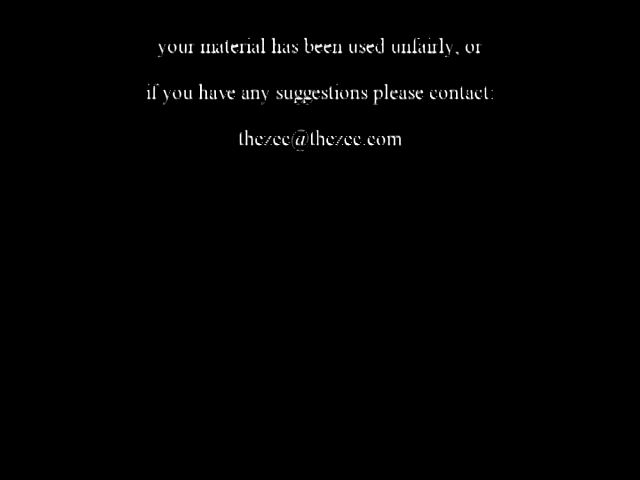 your material has been used unfairly, or
if you have any suggestions please contact:
thezee@thezee.com